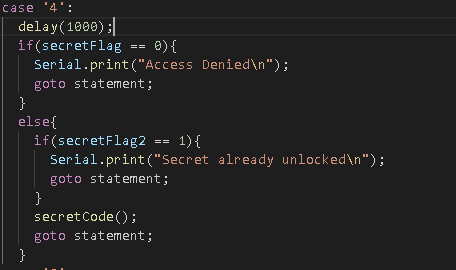 case '4':
delay(1000);
if(secretFlag == 0){
Serial.print("Access Denied\n");
goto statement;
}
else{
if(secretFlag2 == 1){
Serial.print("Secret already unlocked\n");
goto statement;
}
secretCode();
goto statement;
}